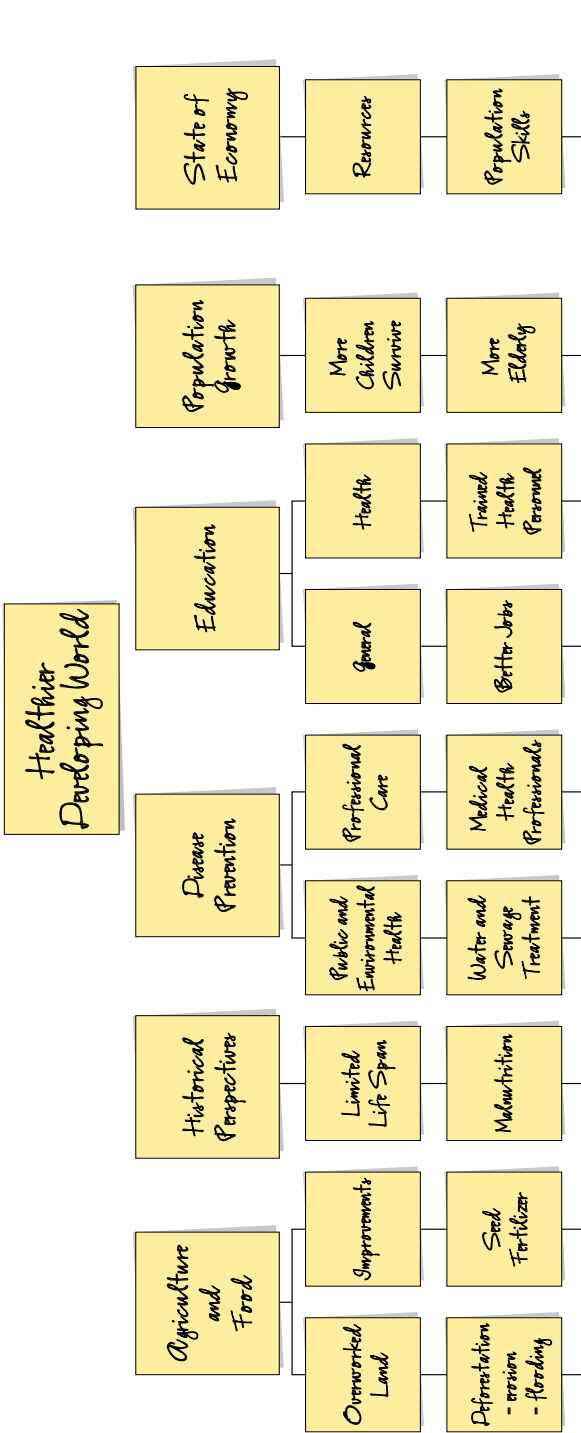 Healthier
Developing World
Agriculture
and
Food
Historical
Perspectives
Disease
Prevention
Education
Population
Growth
State of
Economy
Overworked
Land
Improvements
Limited
Life Span
Public and
Environmental
Health
Professional
Care
General
Health
More
Children
Survive
Resources
Deforestation
- erosion
- flooding
Seed
Fertilizer
Malnutrition
Water and
Sewage
Treatment
Medical
Health
Professionals
Better Jobs
Trained
Health
Personnel
More
Elderly
Population
Skills